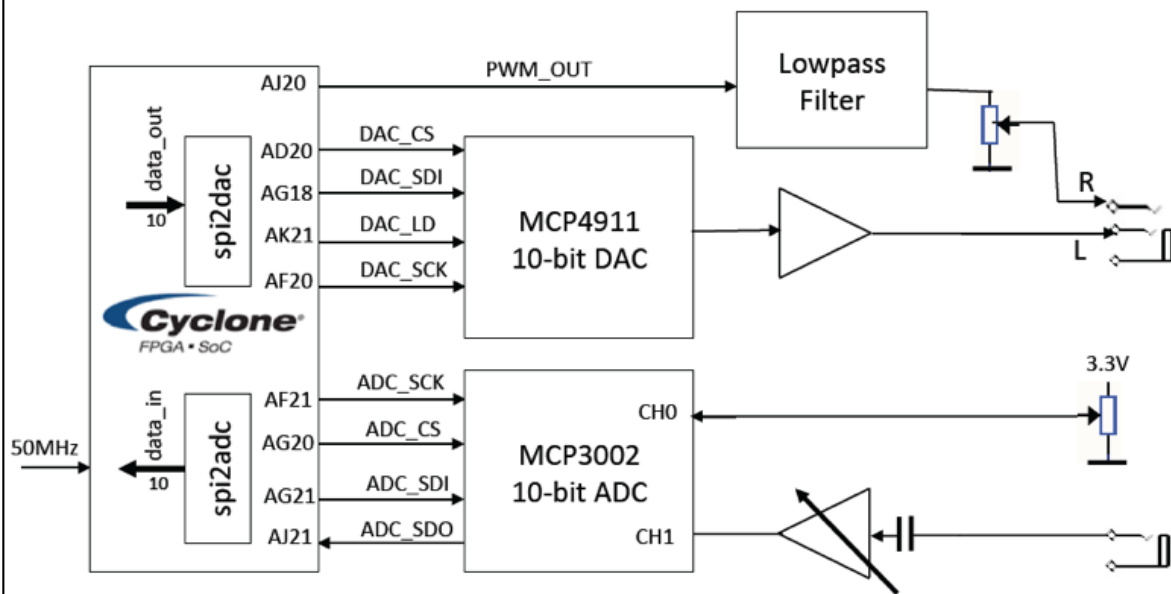 PWM_OUT
Lowpass
Filter
AJ20
data_out
10
spi2dac
AD20
DAC_CS
AG18
DAC_SDI
AK21
DAC_LD
AF20
DAC_SCK
MCP4911
10-bit DAC
R
L
Cyclone®
FPGA • SoC
50MHz
data_in
10
spi2adc
AF21
ADC_SCK
AG20
ADC_CS
AG21
ADC_SDI
AJ21
ADC_SDO
CH0
MCP3002
10-bit ADC
CH1
3.3V